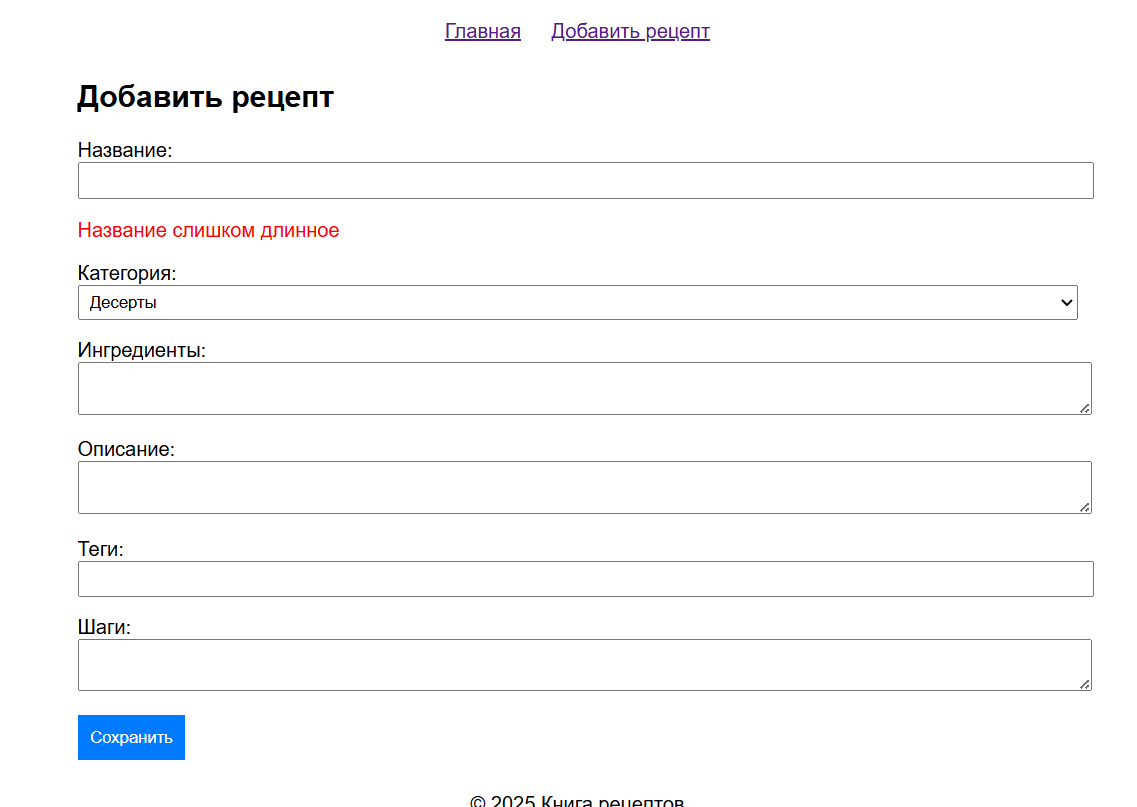 Главная Добавить рецепт
Добавить рецепт
Название:
Название слишком длинное
Категория:
Десерты
Ингредиенты:
Описание:
Теги:
Шаги:
Сохранить
© 2025 Книга рецептов